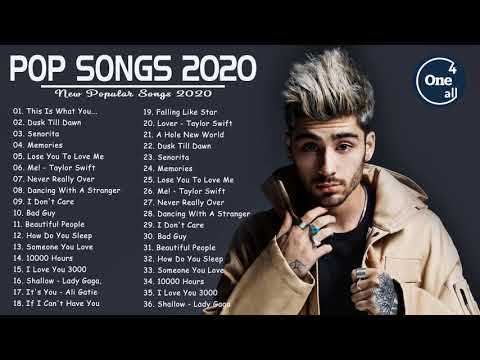 POP SONGS 2020
New Popular Songs 2020
One
4
all
01. This Is What You...
02. Dusk Till Dawn
03. Senorita
04. Memories
05. Lose You To Love Me
06. Me! - Taylor Swift
07. Never Really Over
08. Dancing With A Stranger
09. I Don't Care
10. Bad Guy
11. Beautiful People
12. How Do You Sleep
13. Someone You Love
14. 10000 Hours
15. I Love You 3000
16. Shallow - Lady Gaga,
17. It's You - Ali Gatie
18. If I Can't Have You
19. Falling Like Star
20. Lover - Taylor Swift
21. A Hole New World
22. Dusk Till Dawn
23. Senorita
24. Memories
25. Lose You To Love Me
26. Me! - Taylor Swift
27. Never Really Over
28. Dancing With A Stranger
29. I Don't Care
30. Bad Guy
31. Beautiful People
32. How Do You Sleep
33. Someone You Love
34. 10000 Hours
35. I Love You 3000
36. Shallow - Lady Gaga